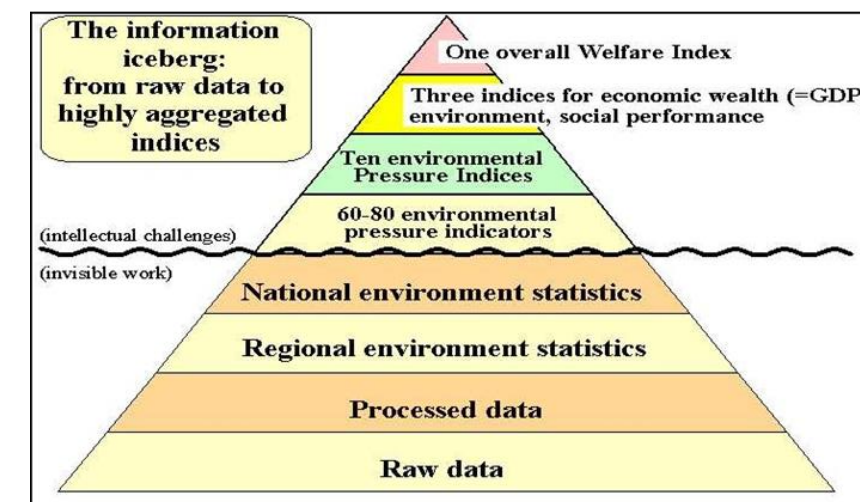 The information
iceberg:
from raw data to
highly aggregated
indices
One overall Welfare Index
Three indices for economic wealth (=GDP
environment, social performance
Ten environmental
Pressure Indices
60-80 environmental
pressure indicators
(intellectual challenges)
(invisible work)
National environment statistics
Regional environment statistics
Processed data
Raw data